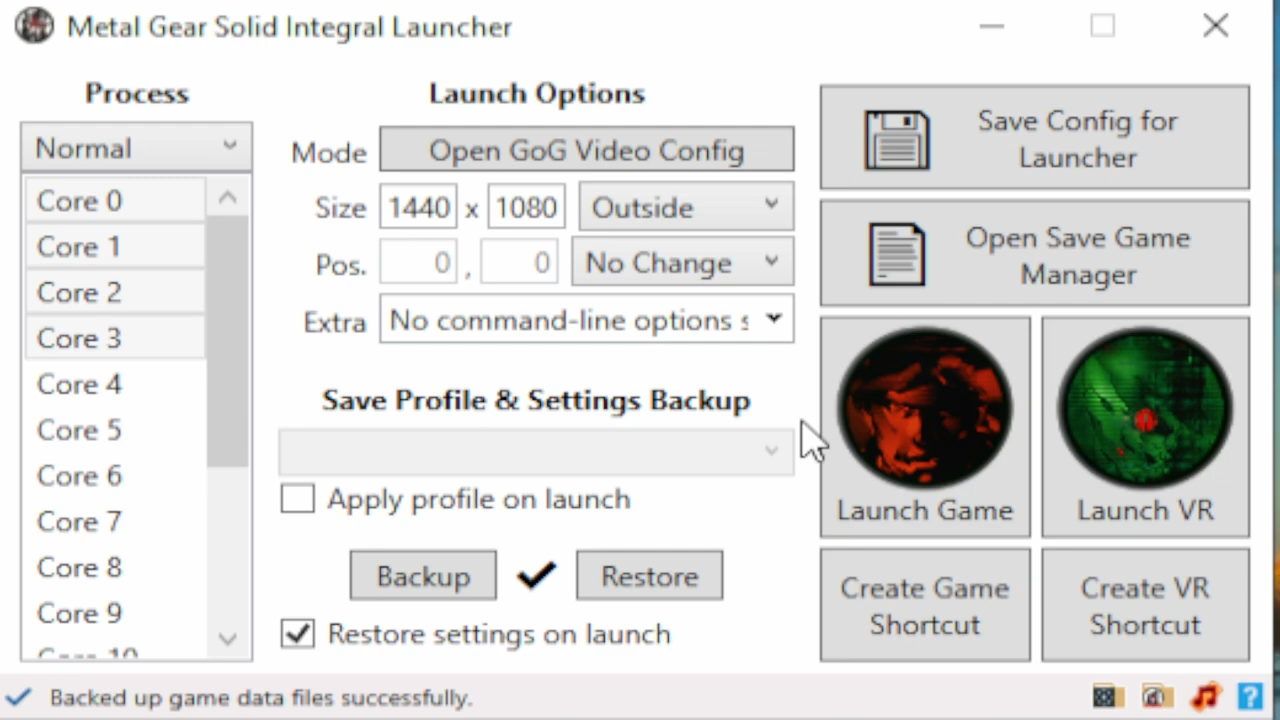 Metal Gear Solid Integral Launcher
Process
Normal
Core 0
Core 1
Core 2
Core 3
Core 4
Core 5
Core 6
Core 7
Core 8
Core 9
Core 10
Launch Options
Mode Open GoG Video Config
Size 1440 x 1080 Outside
Pos. 0 , 0 No Change
Extra No command-line options s
Save Profile & Settings Backup
Apply profile on launch
Backup Restore
Restore settings on launch
Save Config for
Launcher
Open Save Game
Manager
Launch Game
Launch VR
Create Game
Shortcut
Create VR
Shortcut
Backed up game data files successfully.
?